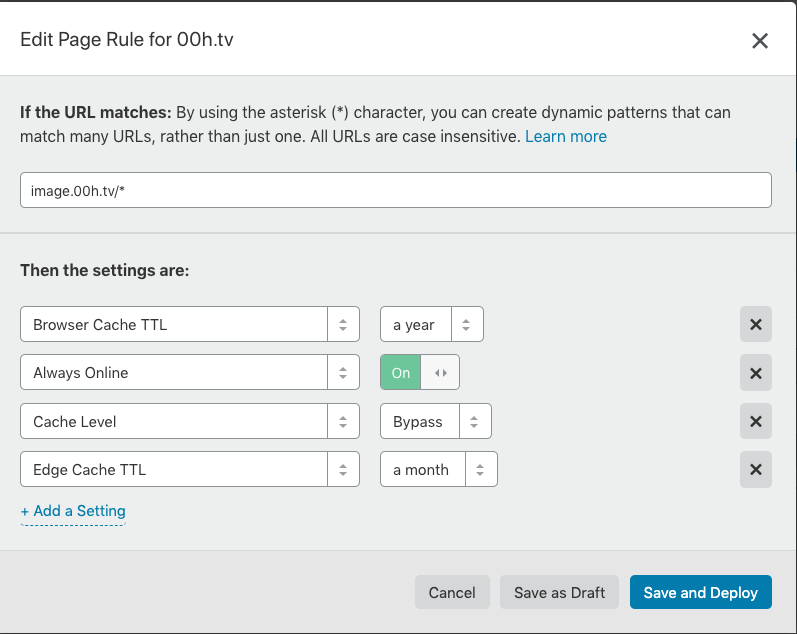 Edit Page Rule for 00h.tv
If the URL matches: By using the asterisk (*) character, you can create dynamic patterns that can
match many URLs, rather than just one. All URLs are case insensitive. Learn more
image.00h.tv/*
Then the settings are:
Browser Cache TTL a year
Always Online On
Cache Level Bypass
Edge Cache TTL a month
+ Add a Setting
Cancel Save as Draft Save and Deploy